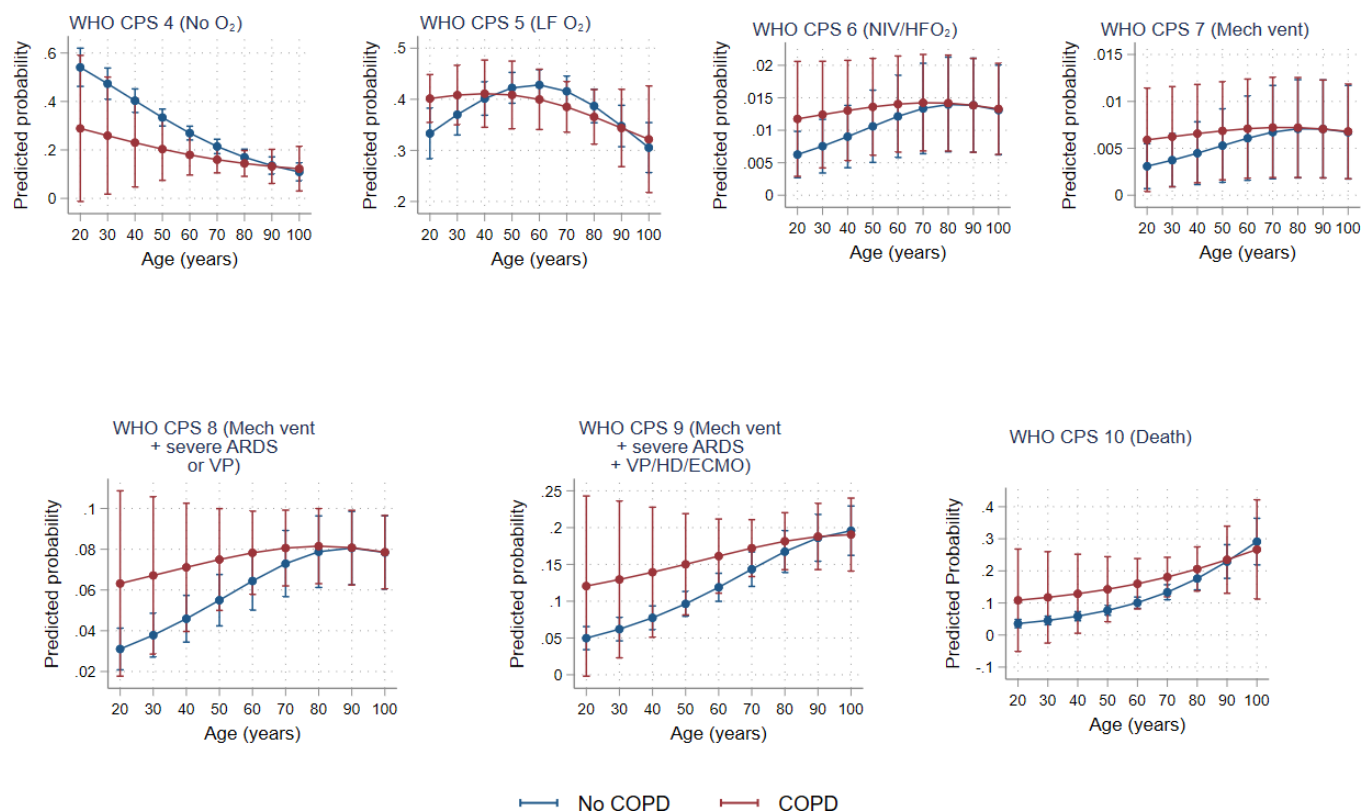 WHO CPS 4 (No O₂)
Predicted probability
.6
.4
.2
0
20 30 40 50 60 70 80 90 100
Age (years)
WHO CPS 5 (LF O₂)
Predicted probability
.5
.4
.3
.2
20 30 40 50 60 70 80 90 100
Age (years)
WHO CPS 6 (NIV/HFO₂)
Predicted probability
.02
.015
.01
.005
0
20 30 40 50 60 70 80 90 100
Age (years)
WHO CPS 7 (Mech vent)
Predicted probability
.015
.01
.005
0
20 30 40 50 60 70 80 90 100
Age (years)
WHO CPS 8 (Mech vent
+ severe ARDS
or VP)
Predicted probability
.1
.08
.06
.04
.02
20 30 40 50 60 70 80 90 100
Age (years)
WHO CPS 9 (Mech vent
+ severe ARDS
+ VP/HD/ECMO)
Predicted probability
.25
.2
.15
.1
.05
0
20 30 40 50 60 70 80 90 100
Age (years)
WHO CPS 10 (Death)
Predicted Probability
.4
.3
.2
.1
0
-.1
20 30 40 50 60 70 80 90 100
Age (years)
No COPD COPD